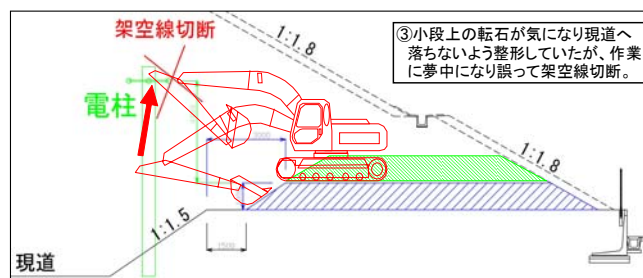 架空線切断
1:1.8
③小段上の転石が気になり現道へ
落ちないよう整形していたが、作業
に夢中になり誤って架空線切断。
電柱
1:1.8
1:1.5
1500
現道